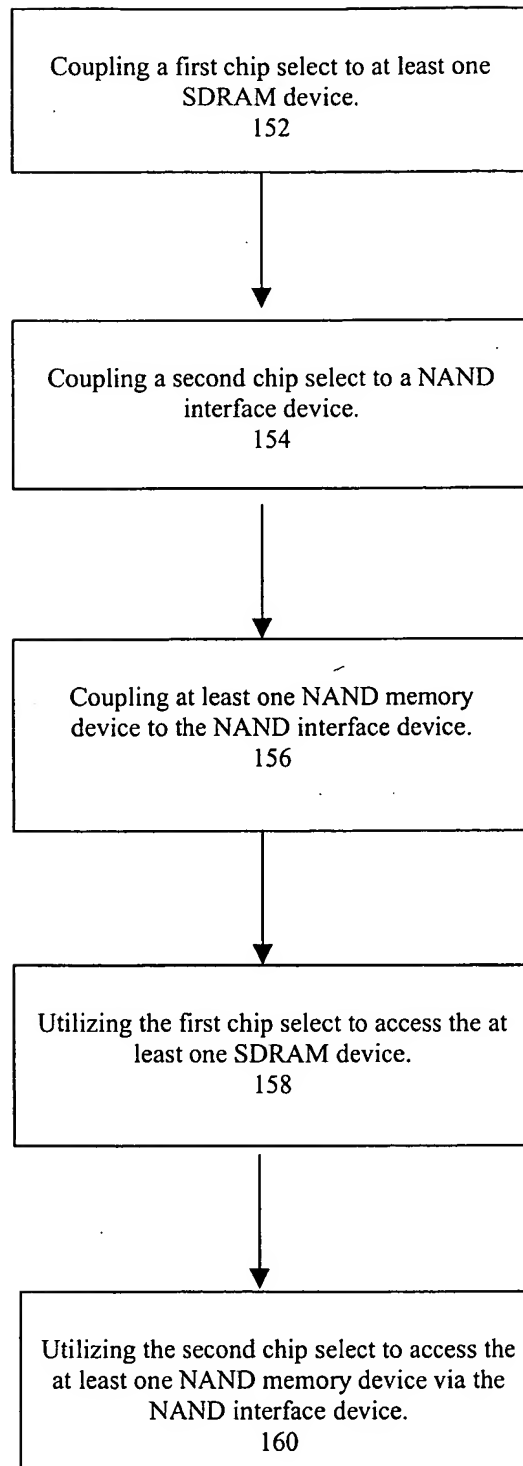 Coupling a first chip select to at least one
SDRAM device.
152
Coupling a second chip select to a NAND
interface device.
154
Coupling at least one NAND memory
device to the NAND interface device.
156
Utilizing the first chip select to access the at
least one SDRAM device.
158
Utilizing the second chip select to access the
at least one NAND memory device via the
NAND interface device.
160